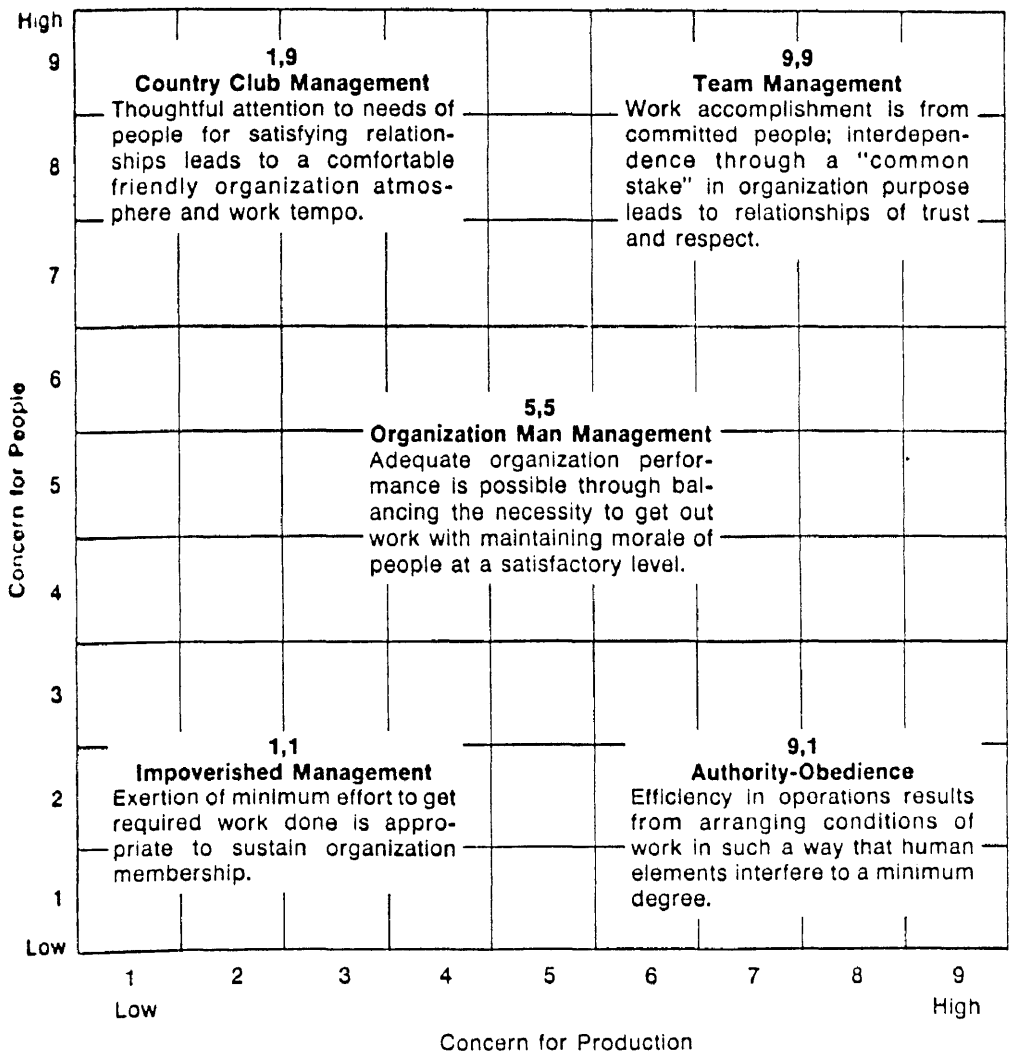 High
9
1,9
Country Club Management
Thoughtful attention to needs of
people for satisfying relation-
ships leads to a comfortable
friendly organization atmos-
phere and work tempo.
9,9
Team Management
Work accomplishment is from
committed people; interdepen-
dence through a "common
stake" in organization purpose
leads to relationships of trust
and respect.
8
7
6
5,5
Organization Man Management
Adequate organization perfor-
mance is possible through bal-
ancing the necessity to get out
work with maintaining morale of
people at a satisfactory level.
5
4
Concern for People
3
1,1
Impoverished Management
Exertion of minimum effort to get
required work done is appro-
priate to sustain organization
membership.
9,1
Authority-Obedience
Efficiency in operations results
from arranging conditions of
work in such a way that human
elements interfere to a minimum
degree.
2
1
Low
1 2 3 4 5 6 7 8 9
Low High
Concern for Production